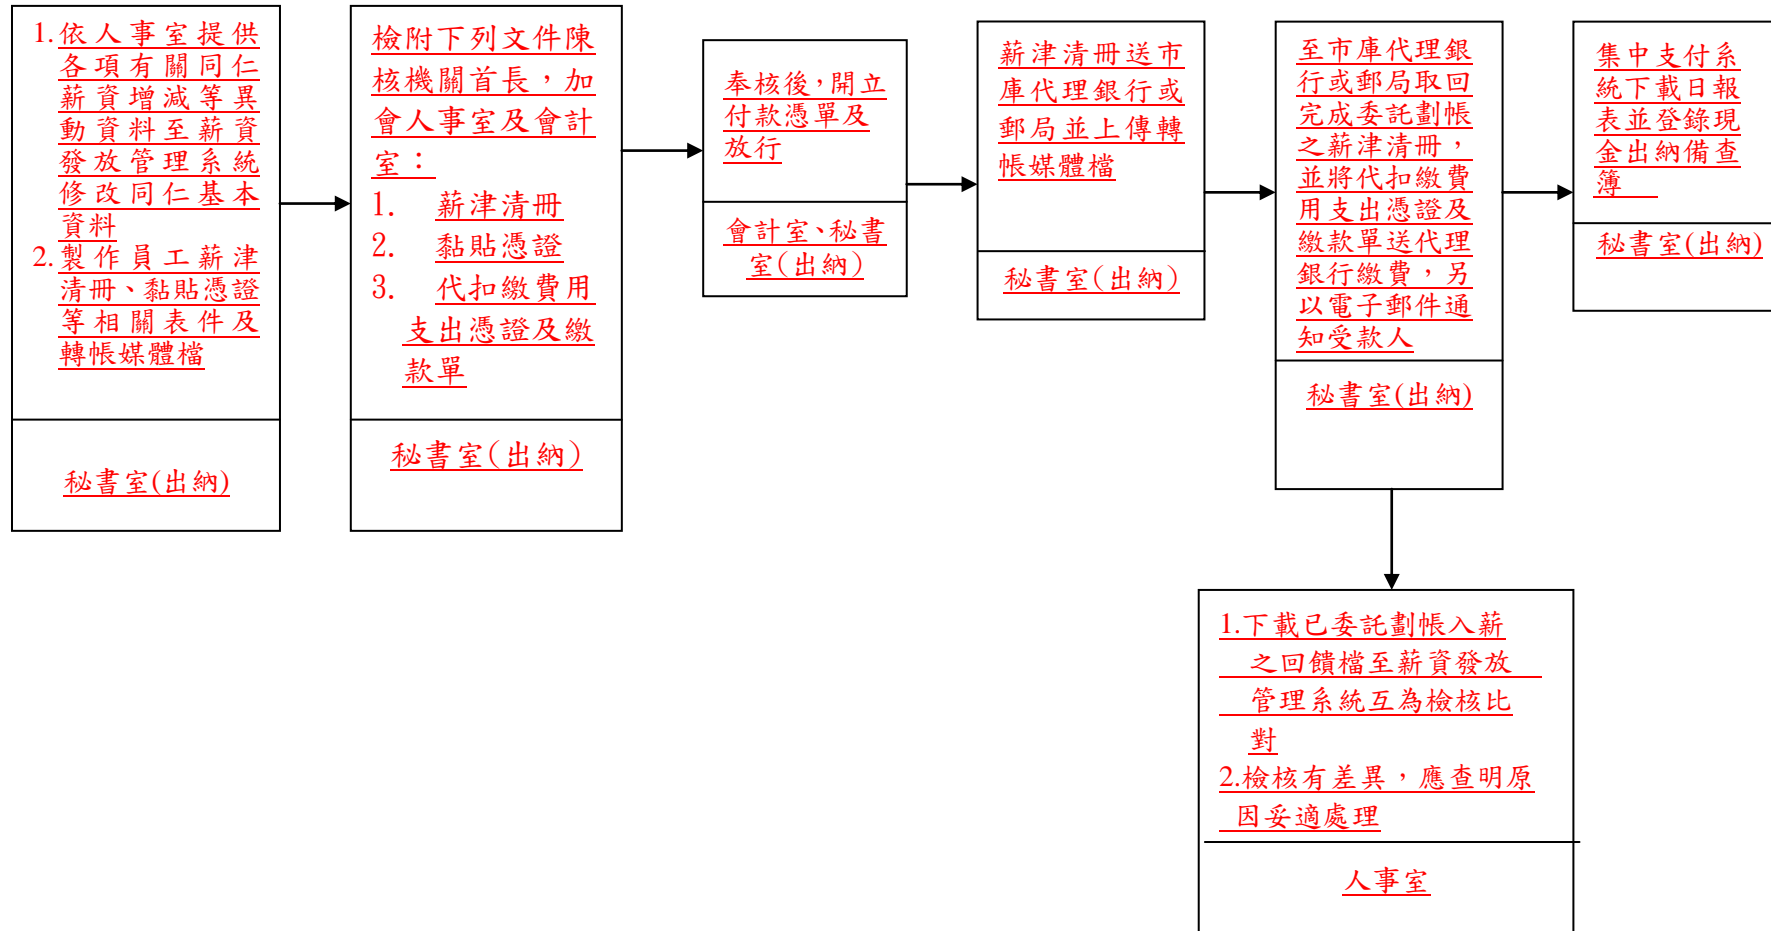 1.依人事室提供
各項有關同仁
薪資增減等異
動資料至薪資
發放管理系統
修改同仁基本
資料
2.製作員工薪津
清冊、黏貼憑證
等相關表件及
轉帳媒體檔
秘書室(出納)
檢附下列文件陳
核機關首長，加
會人事室及會計
室：
1. 薪津清冊
2. 黏貼憑證
3. 代扣繳費用
支出憑證及繳
款單
秘書室(出納)
奉核後，開立
付款憑單及
放行
會計室、秘書
室(出納)
薪津清冊送市
庫代理銀行或
郵局並上傳轉
帳媒體檔
秘書室(出納)
至市庫代理銀
行或郵局取回
完成委託劃帳
之薪津清冊，
並將代扣繳費
用支出憑證及
繳款單送代理
銀行繳費，另
以電子郵件通
知受款人
秘書室(出納)
集中支付系
統下載日報
表並登錄現
金出納備查
簿
秘書室(出納)
1.下載已委託劃帳入薪
之回饋檔至薪資發放
管理系統互為檢核比
對
2.檢核有差異，應查明原
因妥適處理
人事室